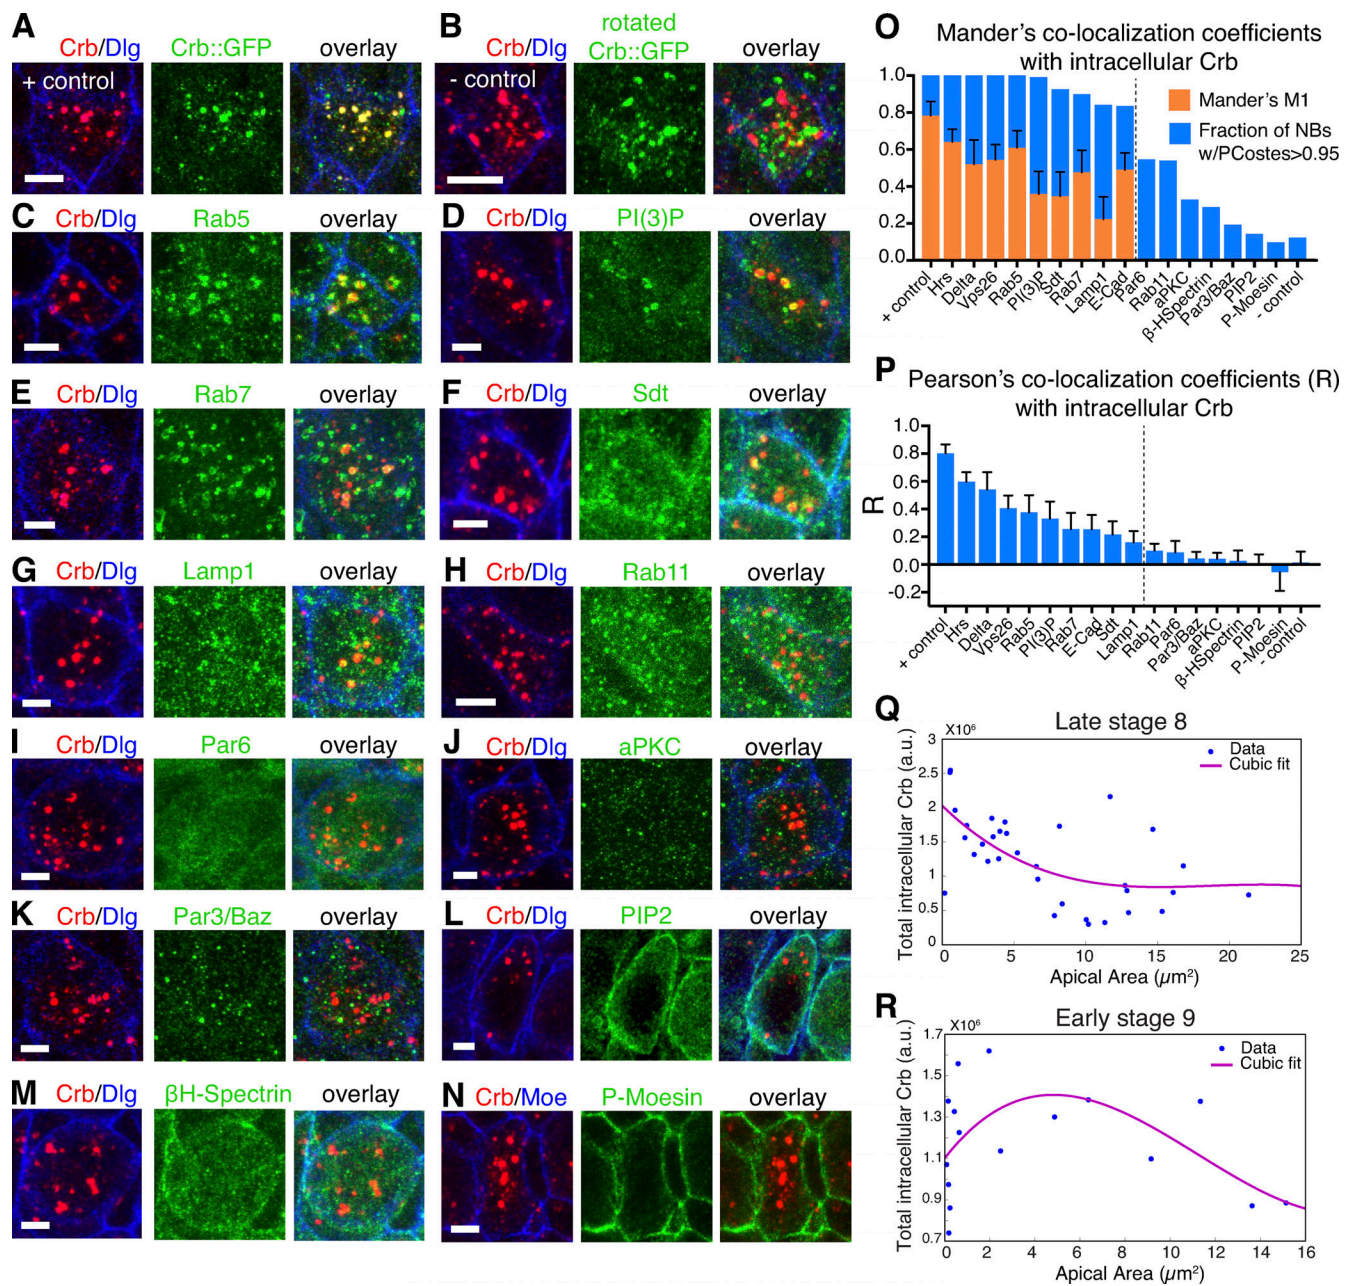 A
Crb/Dlg
Crb::GFP
overlay
+ control
B
Crb/Dlg
rotated
Crb::GFP
overlay
- control
C
Crb/Dlg
Rab5
overlay
D
Crb/Dlg
PI(3)P
overlay
E
Crb/Dlg
Rab7
overlay
F
Crb/Dlg
Sdt
overlay
G
Crb/Dlg
Lamp1
overlay
H
Crb/Dlg
Rab11
overlay
I
Crb/Dlg
Par6
overlay
J
Crb/Dlg
aPKC
overlay
K
Crb/Dlg
Par3/Baz
overlay
L
Crb/Dlg
PIP2
overlay
M
Crb/Dlg
βH-Spectrin
overlay
N
Crb/Moe
P-Moesin
overlay
O
Mander's co-localization coefficients
with intracellular Crb
1.0
0.8
0.6
0.4
0.2
0.0
Mander's M1
Fraction of NBs
w/PCostes>0.95
+ control
Hrs
Delta
Vps26
Rab5
PI(3)P
Sdt
Rab7
Lamp1
E-Cad
Par6
Rab11
aPKC
β-HSpectrin
Par3/Baz
PIP2
P-Moesin
- control
P
Pearson's co-localization coefficients (R)
with intracellular Crb
R
1.0
0.8
0.6
0.4
0.2
0.0
-0.2
+ control
Hrs
Delta
Vps26
Rab5
PI(3)P
Rab7
E-Cad
Sdt
Lamp1
Rab11
Par6
Par3/Baz
aPKC
β-HSpectrin
PIP2
P-Moesin
- control
Q
Late stage 8
X10⁶
Total intracellular Crb (a.u.)
3
2.5
2
1.5
1
0.5
0
Data
Cubic fit
0 5 10 15 20 25
Apical Area (µm²)
R
Early stage 9
X10⁶
Total intracellular Crb (a.u.)
1.7
1.5
1.3
1.1
0.9
0.7
Data
Cubic fit
0 2 4 6 8 10 12 14 16
Apical Area (µm²)